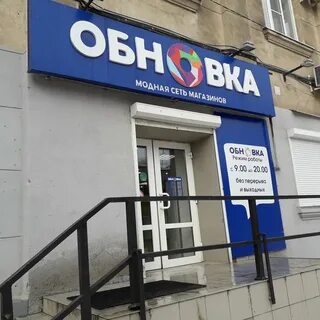 ОБНОВКА
МОДНАЯ СЕТЬ МАГАЗИНОВ
ОБНОВКА
Режим работы
с 9.00 до 20.00
без перерыва
и выходных